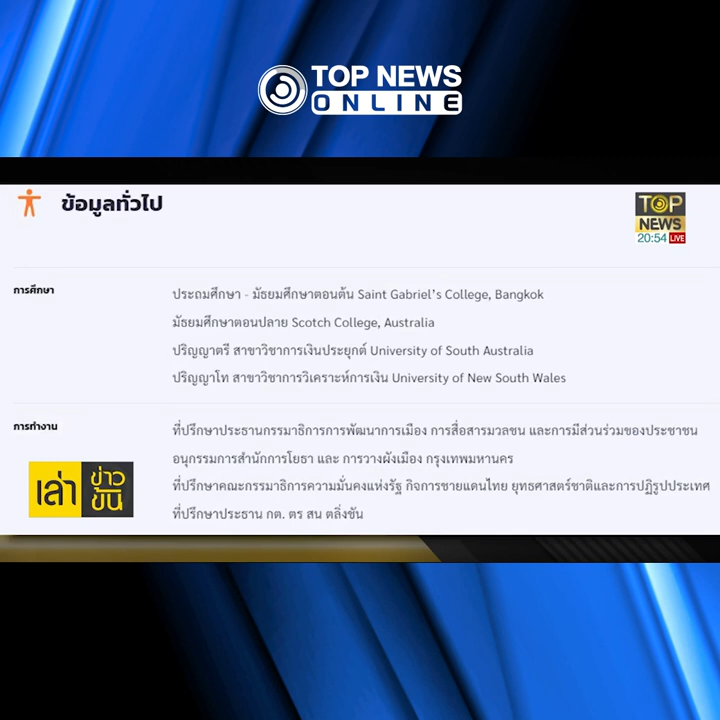 TOP NEWS
ONLINE
ข้อมูลทั่วไป
TOP
NEWS
20:54 LIVE
การศึกษา
ประถมศึกษา - มัธยมศึกษาตอนต้น Saint Gabriel's College, Bangkok
มัธยมศึกษาตอนปลาย Scotch College, Australia
ปริญญาตรี สาขาวิชาการเงินประยุกต์ University of South Australia
ปริญญาโท สาขาวิชาการวิเคราะห์การเงิน University of New South Wales
การทำงาน
ที่ปรึกษาประธานกรรมาธิการการพัฒนาการเมือง การสื่อสารมวลชน และการมีส่วนร่วมของประชาชน
อนุกรรมการสำนักการโยธา และ การวางผังเมือง กรุงเทพมหานคร
ที่ปรึกษาคณะกรรมาธิการความมั่นคงแห่งรัฐ กิจการชายแดนไทย ยุทธศาสตร์ชาติและการปฏิรูปประเทศ
ที่ปรึกษาประธาน กต. ตร สน ตลิ่งชัน
เล่า ข่าว
ข้น